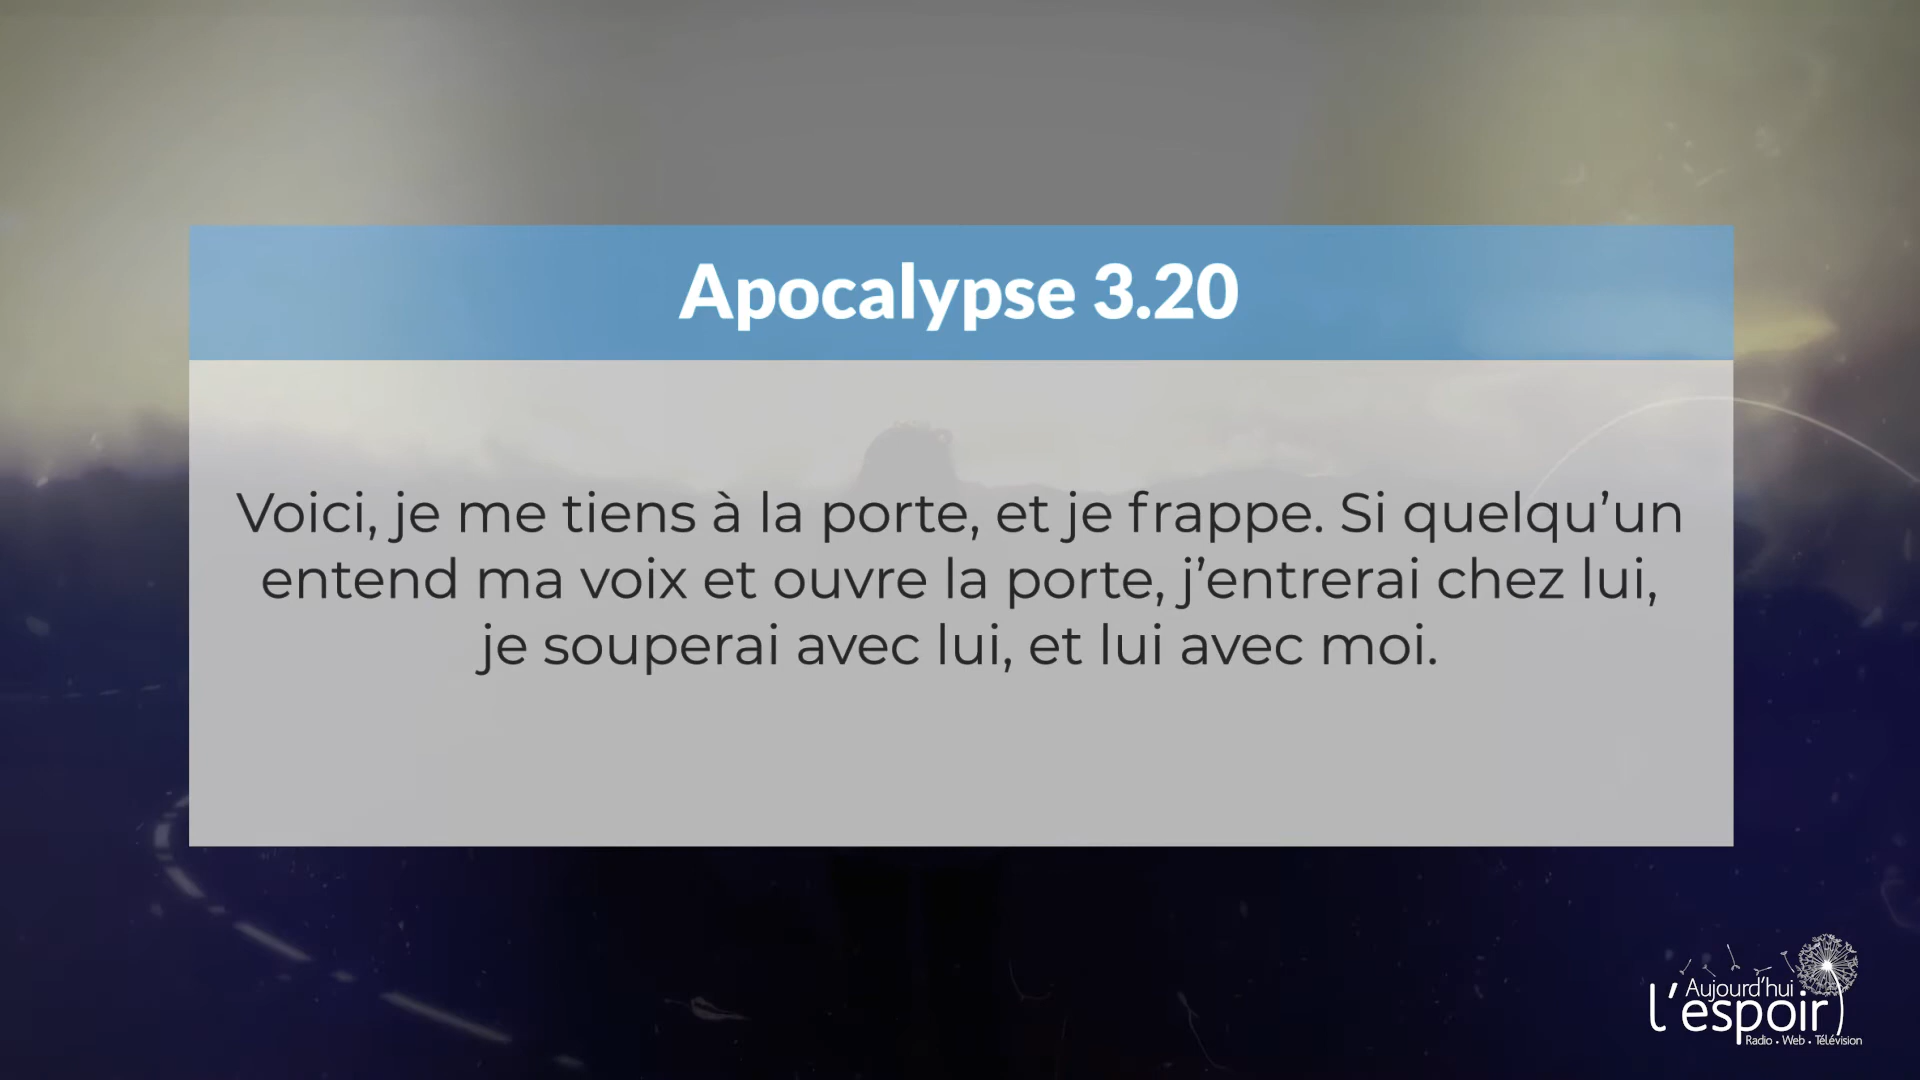 Apocalypse 3.20
Voici, je me tiens à la porte, et je frappe. Si quelqu’un
entend ma voix et ouvre la porte, j’entrerai chez lui,
je souperai avec lui, et lui avec moi.
Aujourd’hui
l’espoir
Radio • Web • Télévision